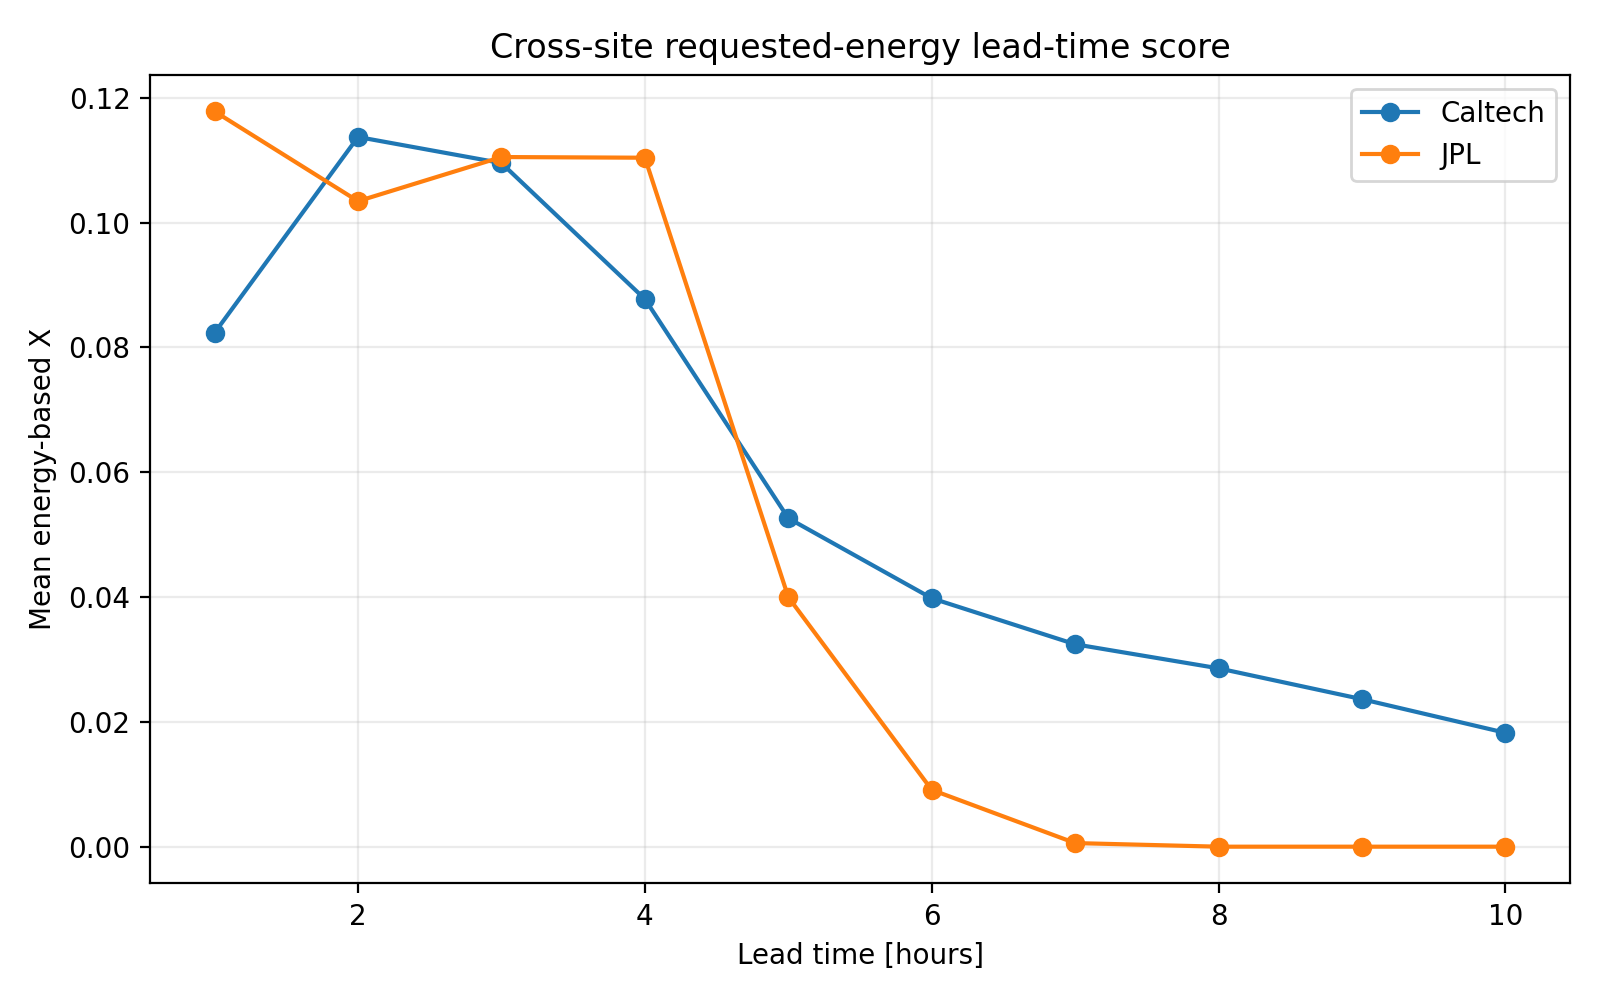 Cross-site requested-energy lead-time score
Caltech
JPL
Mean energy-based X
0.12
0.10
0.08
0.06
0.04
0.02
0.00
2
4
6
8
10
Lead time [hours]